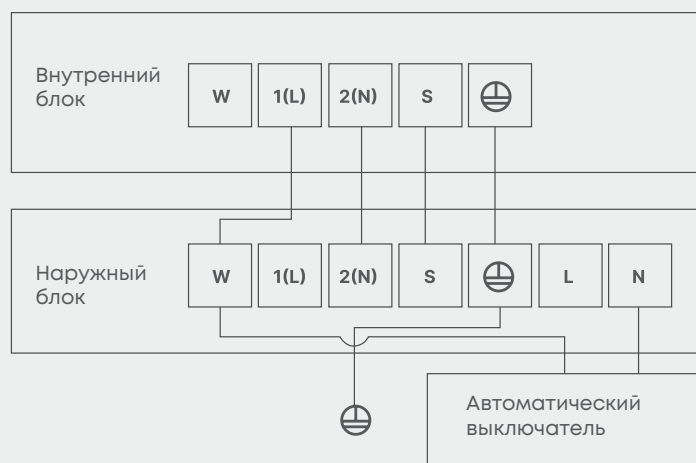 Внутренний
блок
W 1(L) 2(N) S
Наружный
блок
W 1(L) 2(N) S L N
Автоматический
выключатель